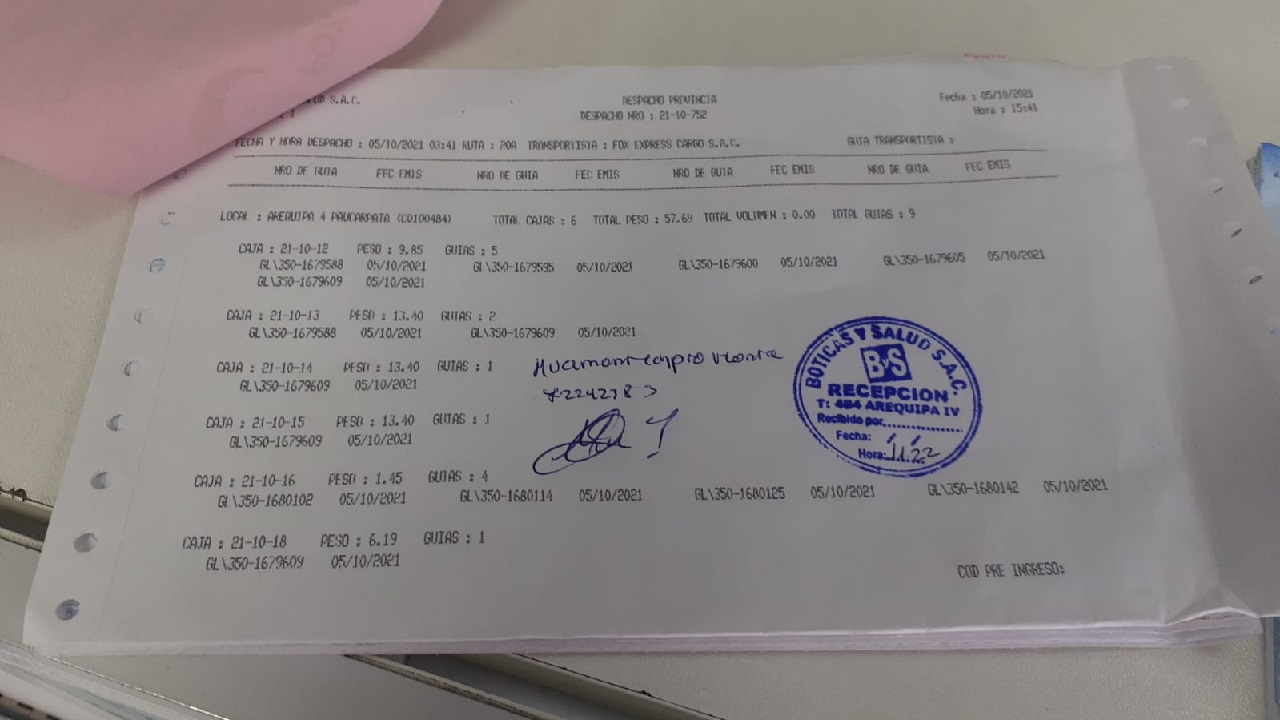 S.A.C.
DESPACHO PROVINCIA
Fecha : 05/10/2021
DESPACHO NRO : 21-10-752
Hora : 15:41
FECHA Y HORA DESPACHO : 05/10/2021 03:41 RUTA : 20A TRANSPORTISTA : FOX EXPRESS CARGO S.A.C. GUIA TRANSPORTISTA :
NRO DE GUIA FEC EMIS NRO DE GUIA FEC EMIS NRO DE GUIA FEC EMIS NRO DE GUIA FEC EMIS
LOCAL : AREQUIPA 4 PAUCARPATA (C0100484) TOTAL CAJAS : 6 TOTAL PESO : 57.69 TOTAL VOLUMEN : 0.00 TOTAL GUIAS : 9
CAJA : 21-10-12 PESO : 9.85 GUIAS : 5
GL\350-1679588 05/10/2021 GL\350-1679595 05/10/2021 GL\350-1679600 05/10/2021 GL\350-1679605 05/10/2021
GL\350-1679609 05/10/2021
CAJA : 21-10-13 PESO : 13.40 GUIAS : 2
GL\350-1679588 05/10/2021 GL\350-1679609 05/10/2021
CAJA : 21-10-14 PESO : 13.40 GUIAS : 1
GL\350-1679609 05/10/2021
CAJA : 21-10-15 PESO : 13.40 GUIAS : 1
GL\350-1679609 05/10/2021
CAJA : 21-10-16 PESO : 1.45 GUIAS : 4
GL\350-1680102 05/10/2021 GL\350-1680114 05/10/2021 GL\350-1680125 05/10/2021 GL\350-1680142 05/10/2021
CAJA : 21-10-18 PESO : 6.19 GUIAS : 1
GL\350-1679609 05/10/2021
COD PRE INGRESO:
BOTICAS Y SALUD S.A.C.
ByS
RECEPCION
T: 484 AREQUIPA IV
Recibido por
Fecha:
Hora: 11:22